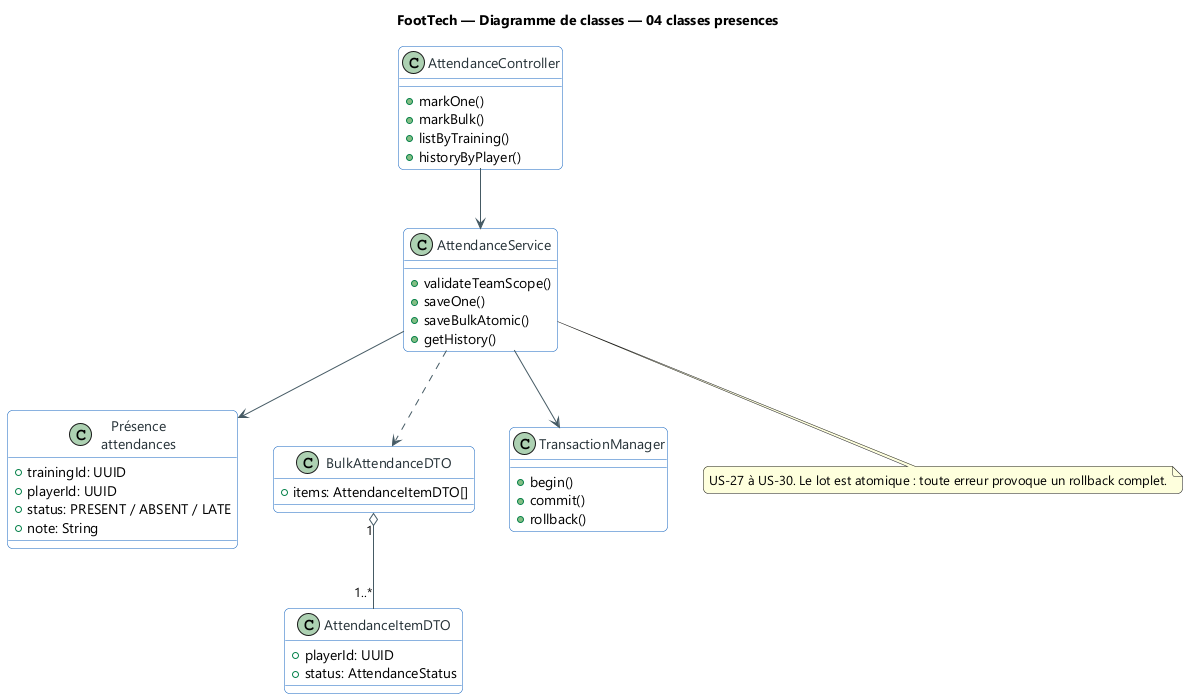 FootTech — Diagramme de classes — 04 classes presences
C AttendanceController
markOne()
markBulk()
listByTraining()
historyByPlayer()
C AttendanceService
validateTeamScope()
saveOne()
saveBulkAtomic()
getHistory()
C Présence
attendances
trainingId: UUID
playerId: UUID
status: PRESENT / ABSENT / LATE
note: String
C BulkAttendanceDTO
items: AttendanceItemDTO[]
C TransactionManager
begin()
commit()
rollback()
US-27 à US-30. Le lot est atomique : toute erreur provoque un rollback complet.
1
1..*
C AttendanceItemDTO
playerId: UUID
status: AttendanceStatus